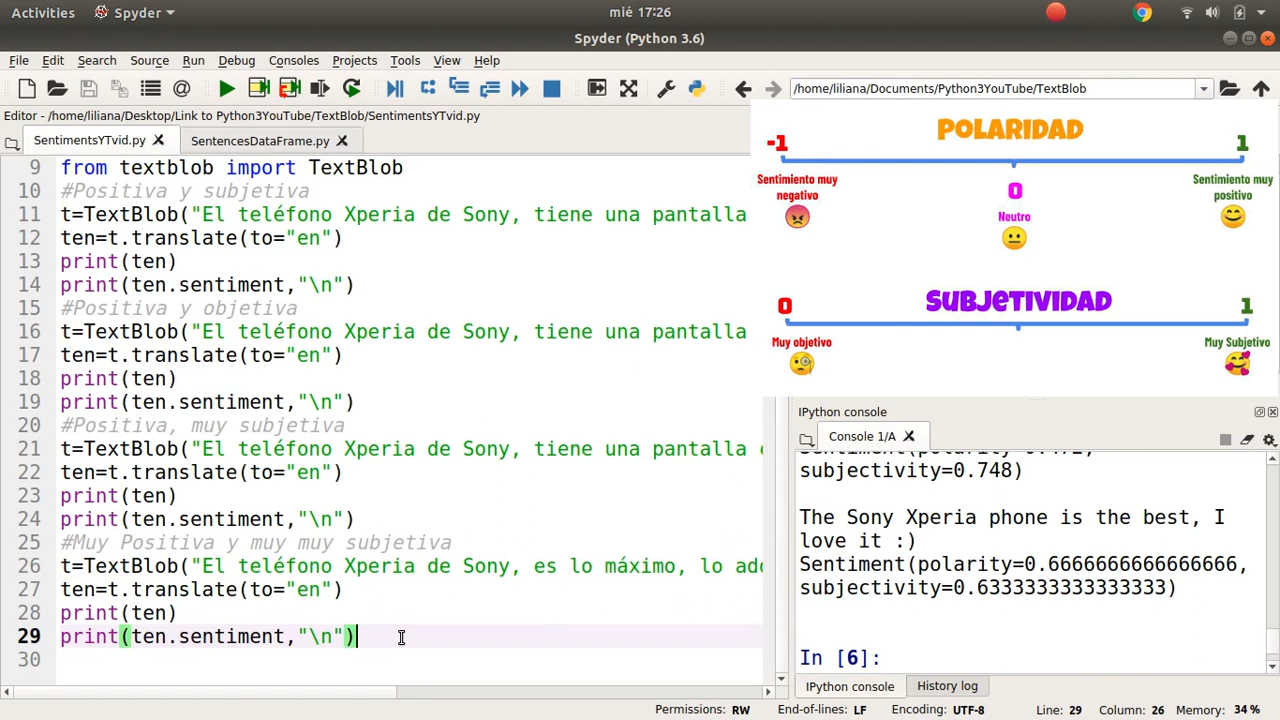 Activities
Spyder
mié 17:26
Spyder (Python 3.6)
File Edit Search Source Run Debug Consoles Projects Tools View Help
/home/liliana/Documents/Python3YouTube/TextBlob
Editor - /home/liliana/Desktop/Link to Python3YouTube/TextBlob/SentimentsYTvid.py
SentimentsYTvid.py
SentencesDataFrame.py
9 from textblob import TextBlob
10 #Positiva y subjetiva
11 t=TextBlob("El teléfono Xperia de Sony, tiene una pantalla
12 ten=t.translate(to="en")
13 print(ten)
14 print(ten.sentiment,"\n")
15 #Positiva y objetiva
16 t=TextBlob("El teléfono Xperia de Sony, tiene una pantalla
17 ten=t.translate(to="en")
18 print(ten)
19 print(ten.sentiment,"\n")
20 #Positiva, muy subjetiva
21 t=TextBlob("El teléfono Xperia de Sony, tiene una pantalla
22 ten=t.translate(to="en")
23 print(ten)
24 print(ten.sentiment,"\n")
25 #Muy Positiva y muy muy subjetiva
26 t=TextBlob("El teléfono Xperia de Sony, es lo máximo, lo
27 ten=t.translate(to="en")
28 print(ten)
29 print(ten.sentiment,"\n")
30
POLARIDAD
-1
1
Sentimiento muy
negativo
0
Neutro
Sentimiento muy
positivo
SUBJETIVIDAD
0
1
Muy objetivo
Muy Subjetivo
IPython console
Console 1/A
subjectivity=0.748)
The Sony Xperia phone is the best, I
love it :)
Sentiment(polarity=0.6666666666666666,
subjectivity=0.6333333333333333)
In [6]:
IPython console
History log
Permissions: RW End-of-lines: LF Encoding: UTF-8 Line: 29 Column: 26 Memory: 34 %